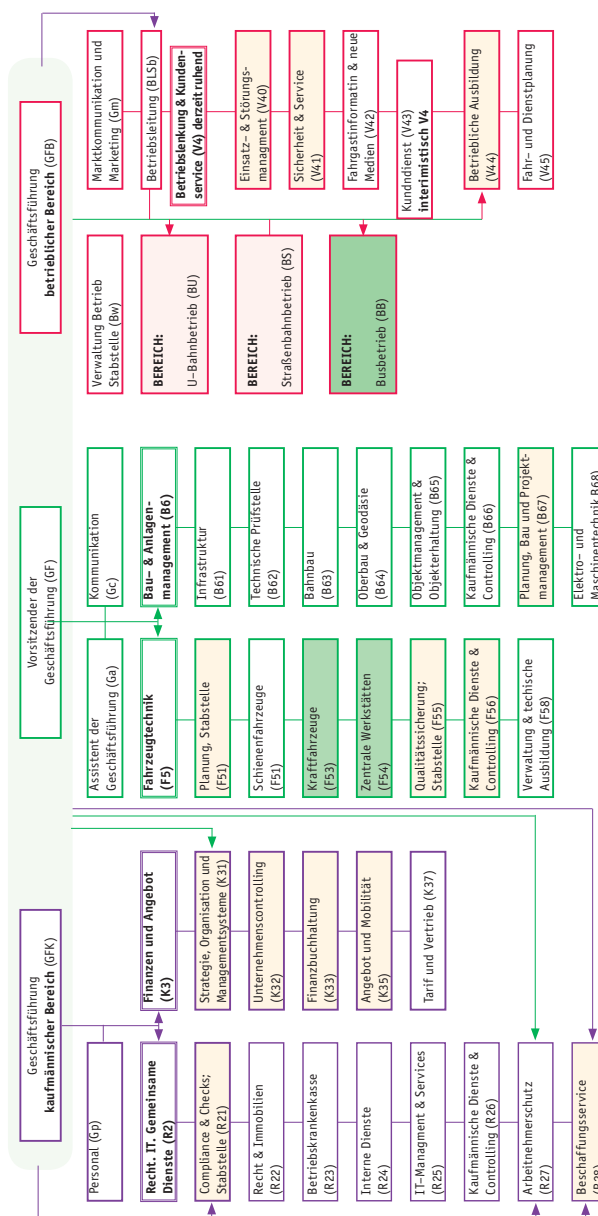 Geschäftsführung
kaufmännischer Bereich (GFK)
Vorsitzender der
Geschäftsführung (GF)
Geschäftsführung
betrieblicher Bereich (GFB)
Personal (Gp)
Recht. IT. Gemeinsame
Dienste (R2)
Compliance & Checks;
Stabstelle (R21)
Recht & Immobilien
(R22)
Betriebskrankenkasse
(R23)
Interne Dienste
(R24)
IT–Managment & Services
(R25)
Kaufmännische Dienste &
Controlling (R26)
Arbeitnehmerschutz
(R27)
Beschaffungsservice
(R28)
Finanzen und Angebot
(K3)
Strategie, Organisation und
Managementsysteme (K31)
Unternehmenscontrolling
(K32)
Finanzbuchhaltung
(K33)
Angebot und Mobilität
(K35)
Tarif und Vertrieb (K37)
Assistent der
Geschäftsführung (Ga)
Fahrzeugtechnik
(F5)
Planung, Stabstelle
(F51)
Schienenfahrzeuge
(F51)
Kraftfahrzeuge
(F53)
Zentrale Werkstätten
(F54)
Qualitätssicherung;
Stabstelle (F55)
Kaufmännische Dienste &
Controlling (F56)
Verwaltung & techische
Ausbildung (F58)
Kommunikation
(Gc)
Bau– & Anlagen–
management (B6)
Infrastruktur
(B61)
Technische Prüfstelle
(B62)
Bahnbau
(B63)
Oberbau & Geodäsie
(B64)
Objektmanagement &
Objekterhaltung (B65)
Kaufmännische Dienste &
Controlling (B66)
Planung, Bau und Projekt–
management (B67)
Elektro– und
Maschinentechnik B68)
Verwaltung Betrieb
Stabstelle (Bw)
BEREICH:
U–Bahnbetrieb (BU)
BEREICH:
Straßenbahnbetrieb (BS)
BEREICH:
Busbetrieb (BB)
Marktkommunikation und
Marketing (Gm)
Betriebsleitung (BLSb)
Betriebslenkung & Kunden–
service (V4) derzeit ruhend
Einsatz– & Störungs–
managment (V40)
Sicherheit & Service
(V41)
Fahrgastinformatin & neue
Medien (V42)
Kundndienst (V43)
interimistisch V4
Betriebliche Ausbildung
(V44)
Fahr– und Dienstplanung
(V45)